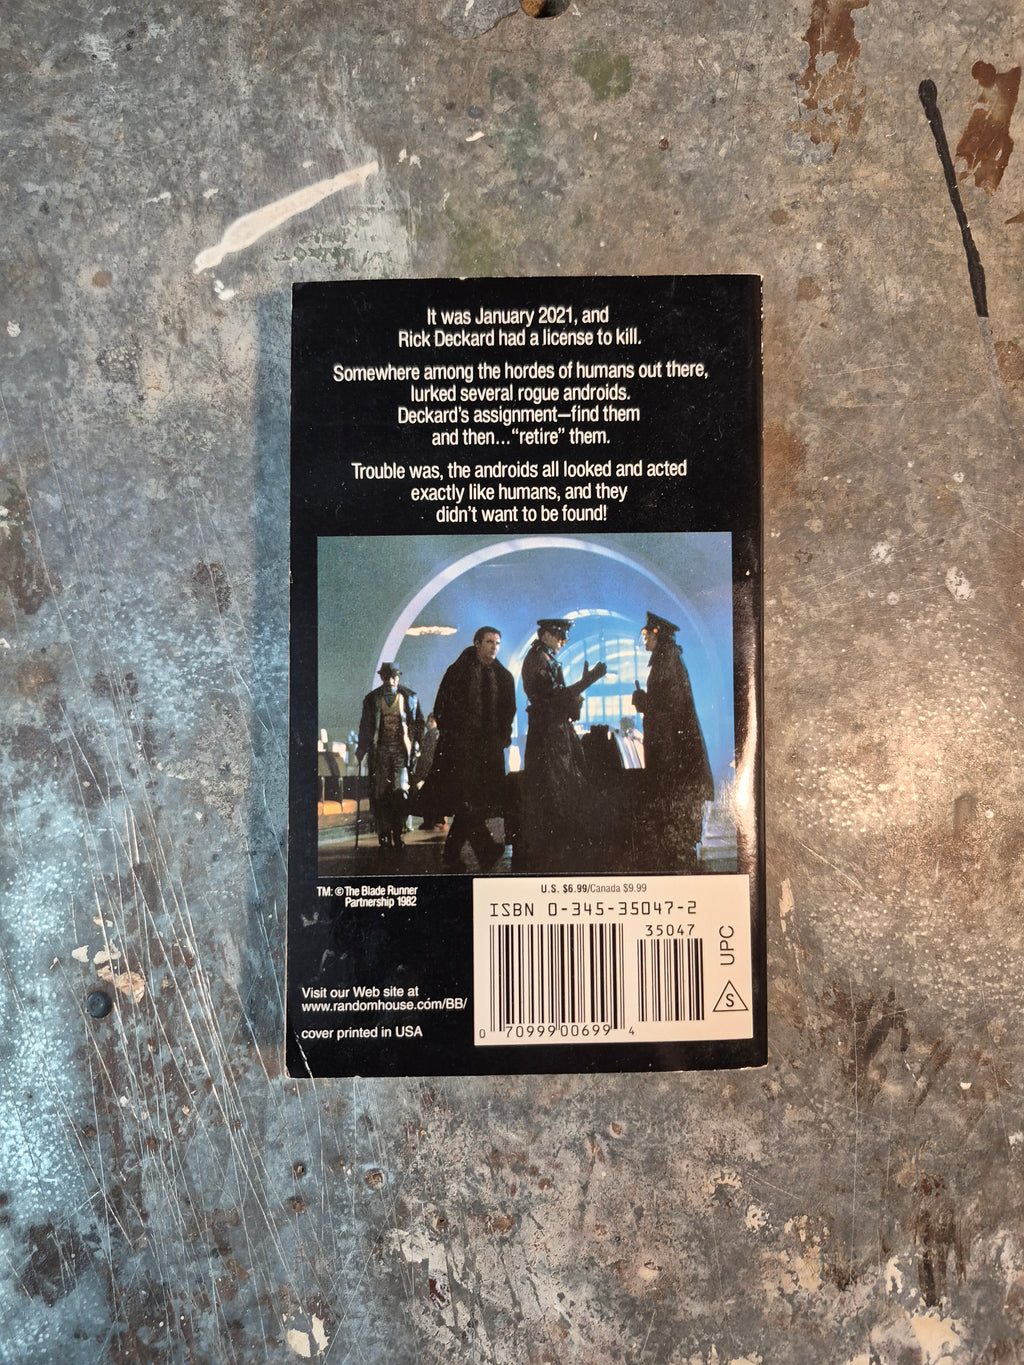 It was January 2021, and
Rick Deckard had a license to kill.
Somewhere among the hordes of humans out there,
lurked several rogue androids.
Deckard's assignment—find them
and then..."retire" them.
Trouble was, the androids all looked and acted
exactly like humans, and they
didn't want to be found!
TM: © The Blade Runner
Partnership 1982
U.S. $6.99/Canada $9.99
ISBN 0-345-35047-2
35047
UPC
S
0 70999 00699 4
Visit our Web site at
www.randomhouse.com/BB/
cover printed in USA